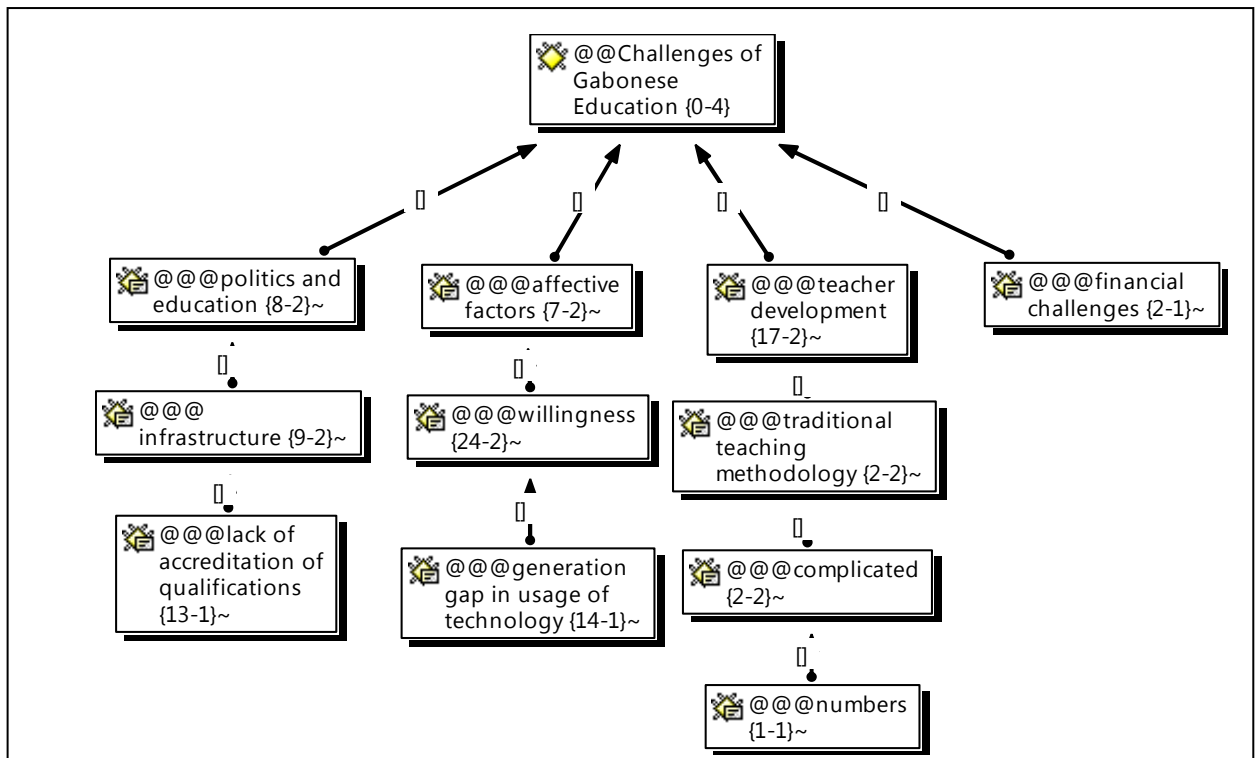 @@Challenges of
Gabonese
Education {0-4}
[]
[]
[]
[]
@@@politics and
education {8-2}~
@@@affective
factors {7-2}~
@@@teacher
development
{17-2}~
@@@financial
challenges {2-1}~
[]
[]
[]
@@@
infrastructure {9-2}~
@@@willingness
{24-2}~
@@@traditional
teaching
methodology {2-2}~
[]
[]
[]
@@@lack of
accreditation of
qualifications
{13-1}~
@@@generation
gap in usage of
technology {14-1}~
@@@complicated
{2-2}~
[]
@@@numbers
{1-1}~